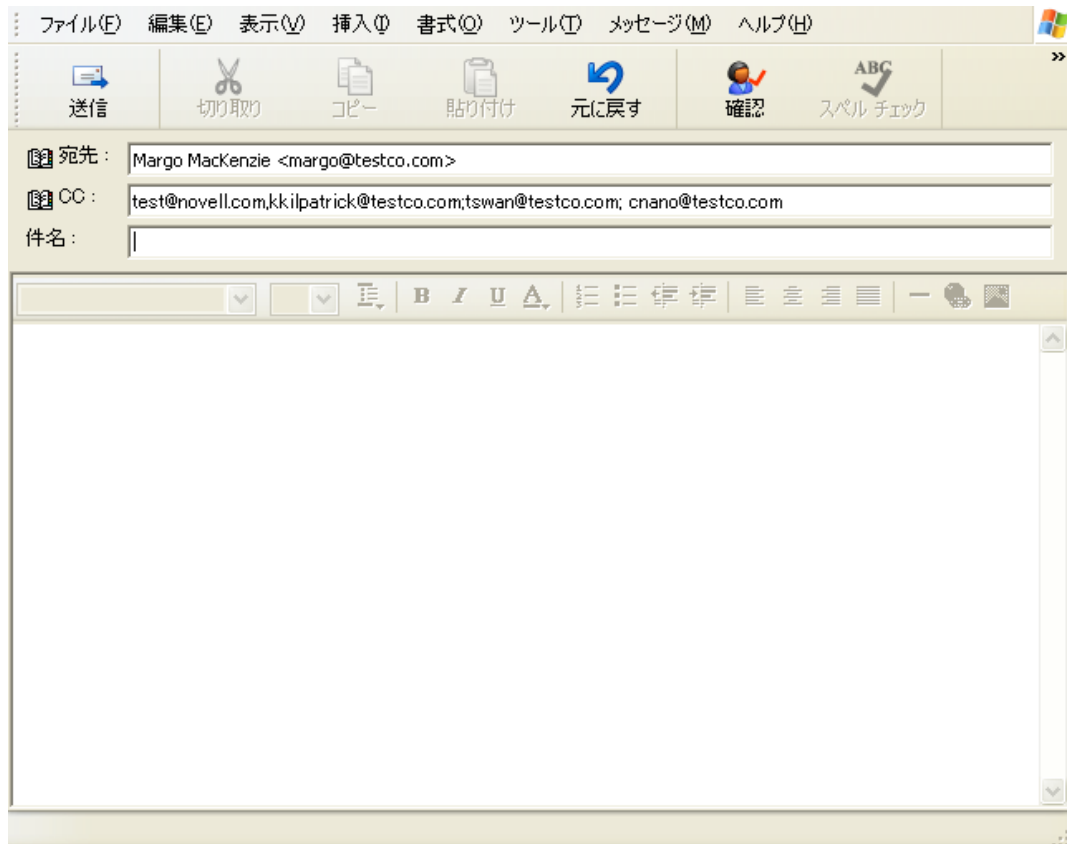 ファイル(F) 編集(E) 表示(V) 挿入(I) 書式(O) ツール(T) メッセージ(M) ヘルプ(H)
ABC
送信 切り取り コピー 貼り付け 元に戻す 確認 スペル チェック
宛先: Margo MacKenzie <margo@testco.com>
CC: test@novell.com,kkilpatrick@testco.com;tswan@testco.com; cnano@testco.com
件名:
B I U A